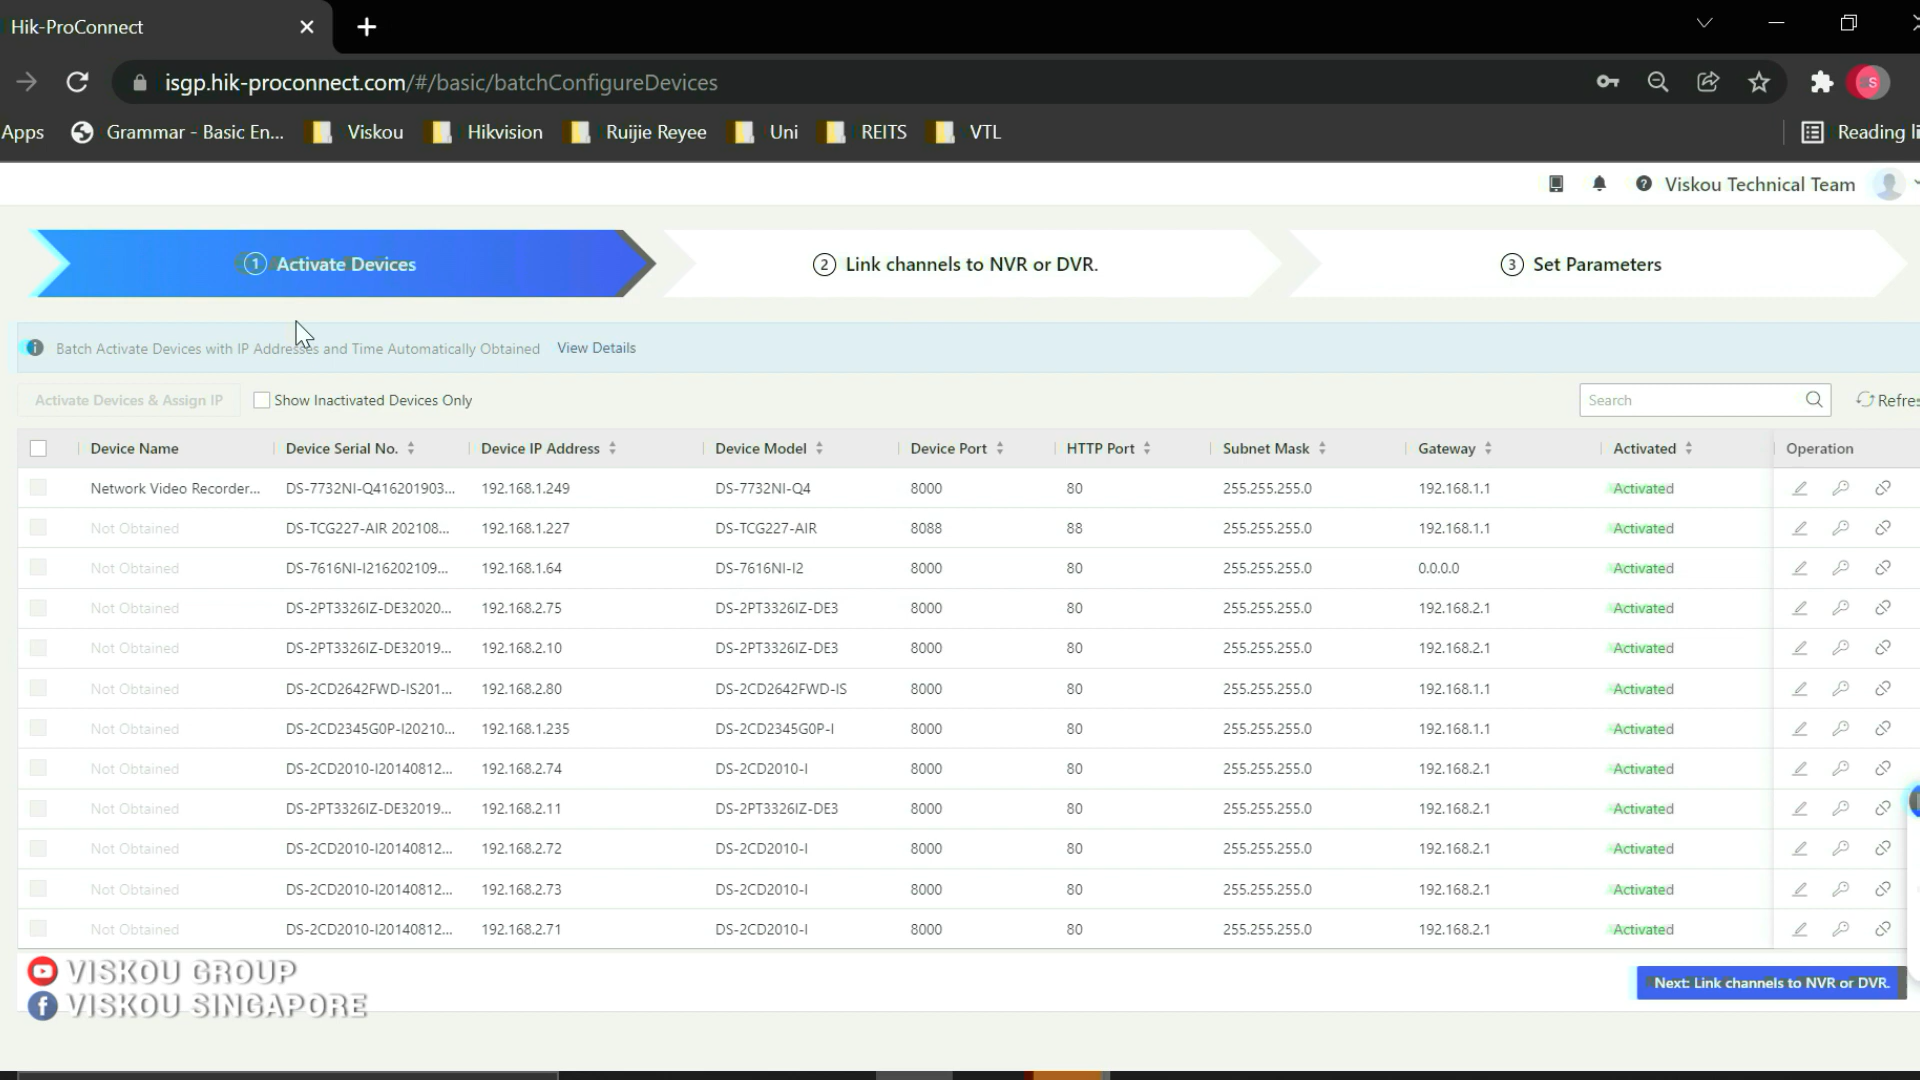 Hik-ProConnect
isgp.hik-proconnect.com/#/basic/batchConfigureDevices
Apps Grammar - Basic En... Viskou Hikvision Ruijie Reyee Uni REITS VTL Reading li
Viskou Technical Team
1 Activate Devices 2 Link channels to NVR or DVR. 3 Set Parameters
Batch Activate Devices with IP Addresses and Time Automatically Obtained View Details
Activate Devices & Assign IP Show Inactivated Devices Only Search Refres
Device Name Device Serial No. Device IP Address Device Model Device Port HTTP Port Subnet Mask Gateway Activated Operation
Network Video Recorder... DS-7732NI-Q416201903... 192.168.1.249 DS-7732NI-Q4 8000 80 255.255.255.0 192.168.1.1 Activated
Not Obtained DS-TCG227-AIR 202108... 192.168.1.227 DS-TCG227-AIR 8088 88 255.255.255.0 192.168.1.1 Activated
Not Obtained DS-7616NI-I216202109... 192.168.1.64 DS-7616NI-I2 8000 80 255.255.255.0 0.0.0.0 Activated
Not Obtained DS-2PT3326IZ-DE32020... 192.168.2.75 DS-2PT3326IZ-DE3 8000 80 255.255.255.0 192.168.2.1 Activated
Not Obtained DS-2PT3326IZ-DE32019... 192.168.2.10 DS-2PT3326IZ-DE3 8000 80 255.255.255.0 192.168.2.1 Activated
Not Obtained DS-2CD2642FWD-IS201... 192.168.2.80 DS-2CD2642FWD-IS 8000 80 255.255.255.0 192.168.1.1 Activated
Not Obtained DS-2CD2345G0P-I20210... 192.168.1.235 DS-2CD2345G0P-I 8000 80 255.255.255.0 192.168.1.1 Activated
Not Obtained DS-2CD2010-I20140812... 192.168.2.74 DS-2CD2010-I 8000 80 255.255.255.0 192.168.2.1 Activated
Not Obtained DS-2PT3326IZ-DE32019... 192.168.2.11 DS-2PT3326IZ-DE3 8000 80 255.255.255.0 192.168.2.1 Activated
Not Obtained DS-2CD2010-I20140812... 192.168.2.72 DS-2CD2010-I 8000 80 255.255.255.0 192.168.2.1 Activated
Not Obtained DS-2CD2010-I20140812... 192.168.2.73 DS-2CD2010-I 8000 80 255.255.255.0 192.168.2.1 Activated
Not Obtained DS-2CD2010-I20140812... 192.168.2.71 DS-2CD2010-I 8000 80 255.255.255.0 192.168.2.1 Activated
VISKOU GROUP
Next: Link channels to NVR or DVR.
VISKOU SINGAPORE